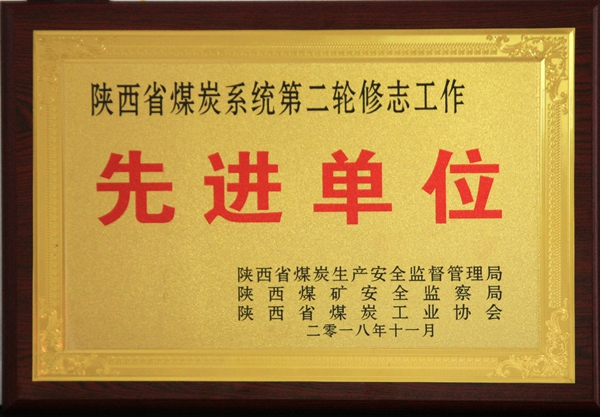 陕西省煤炭系统第二轮修志工作
先进单位
陕西省煤炭生产安全监督管理局
陕西煤矿安全监察局
陕西省煤炭工业协会
二零一八年十一月